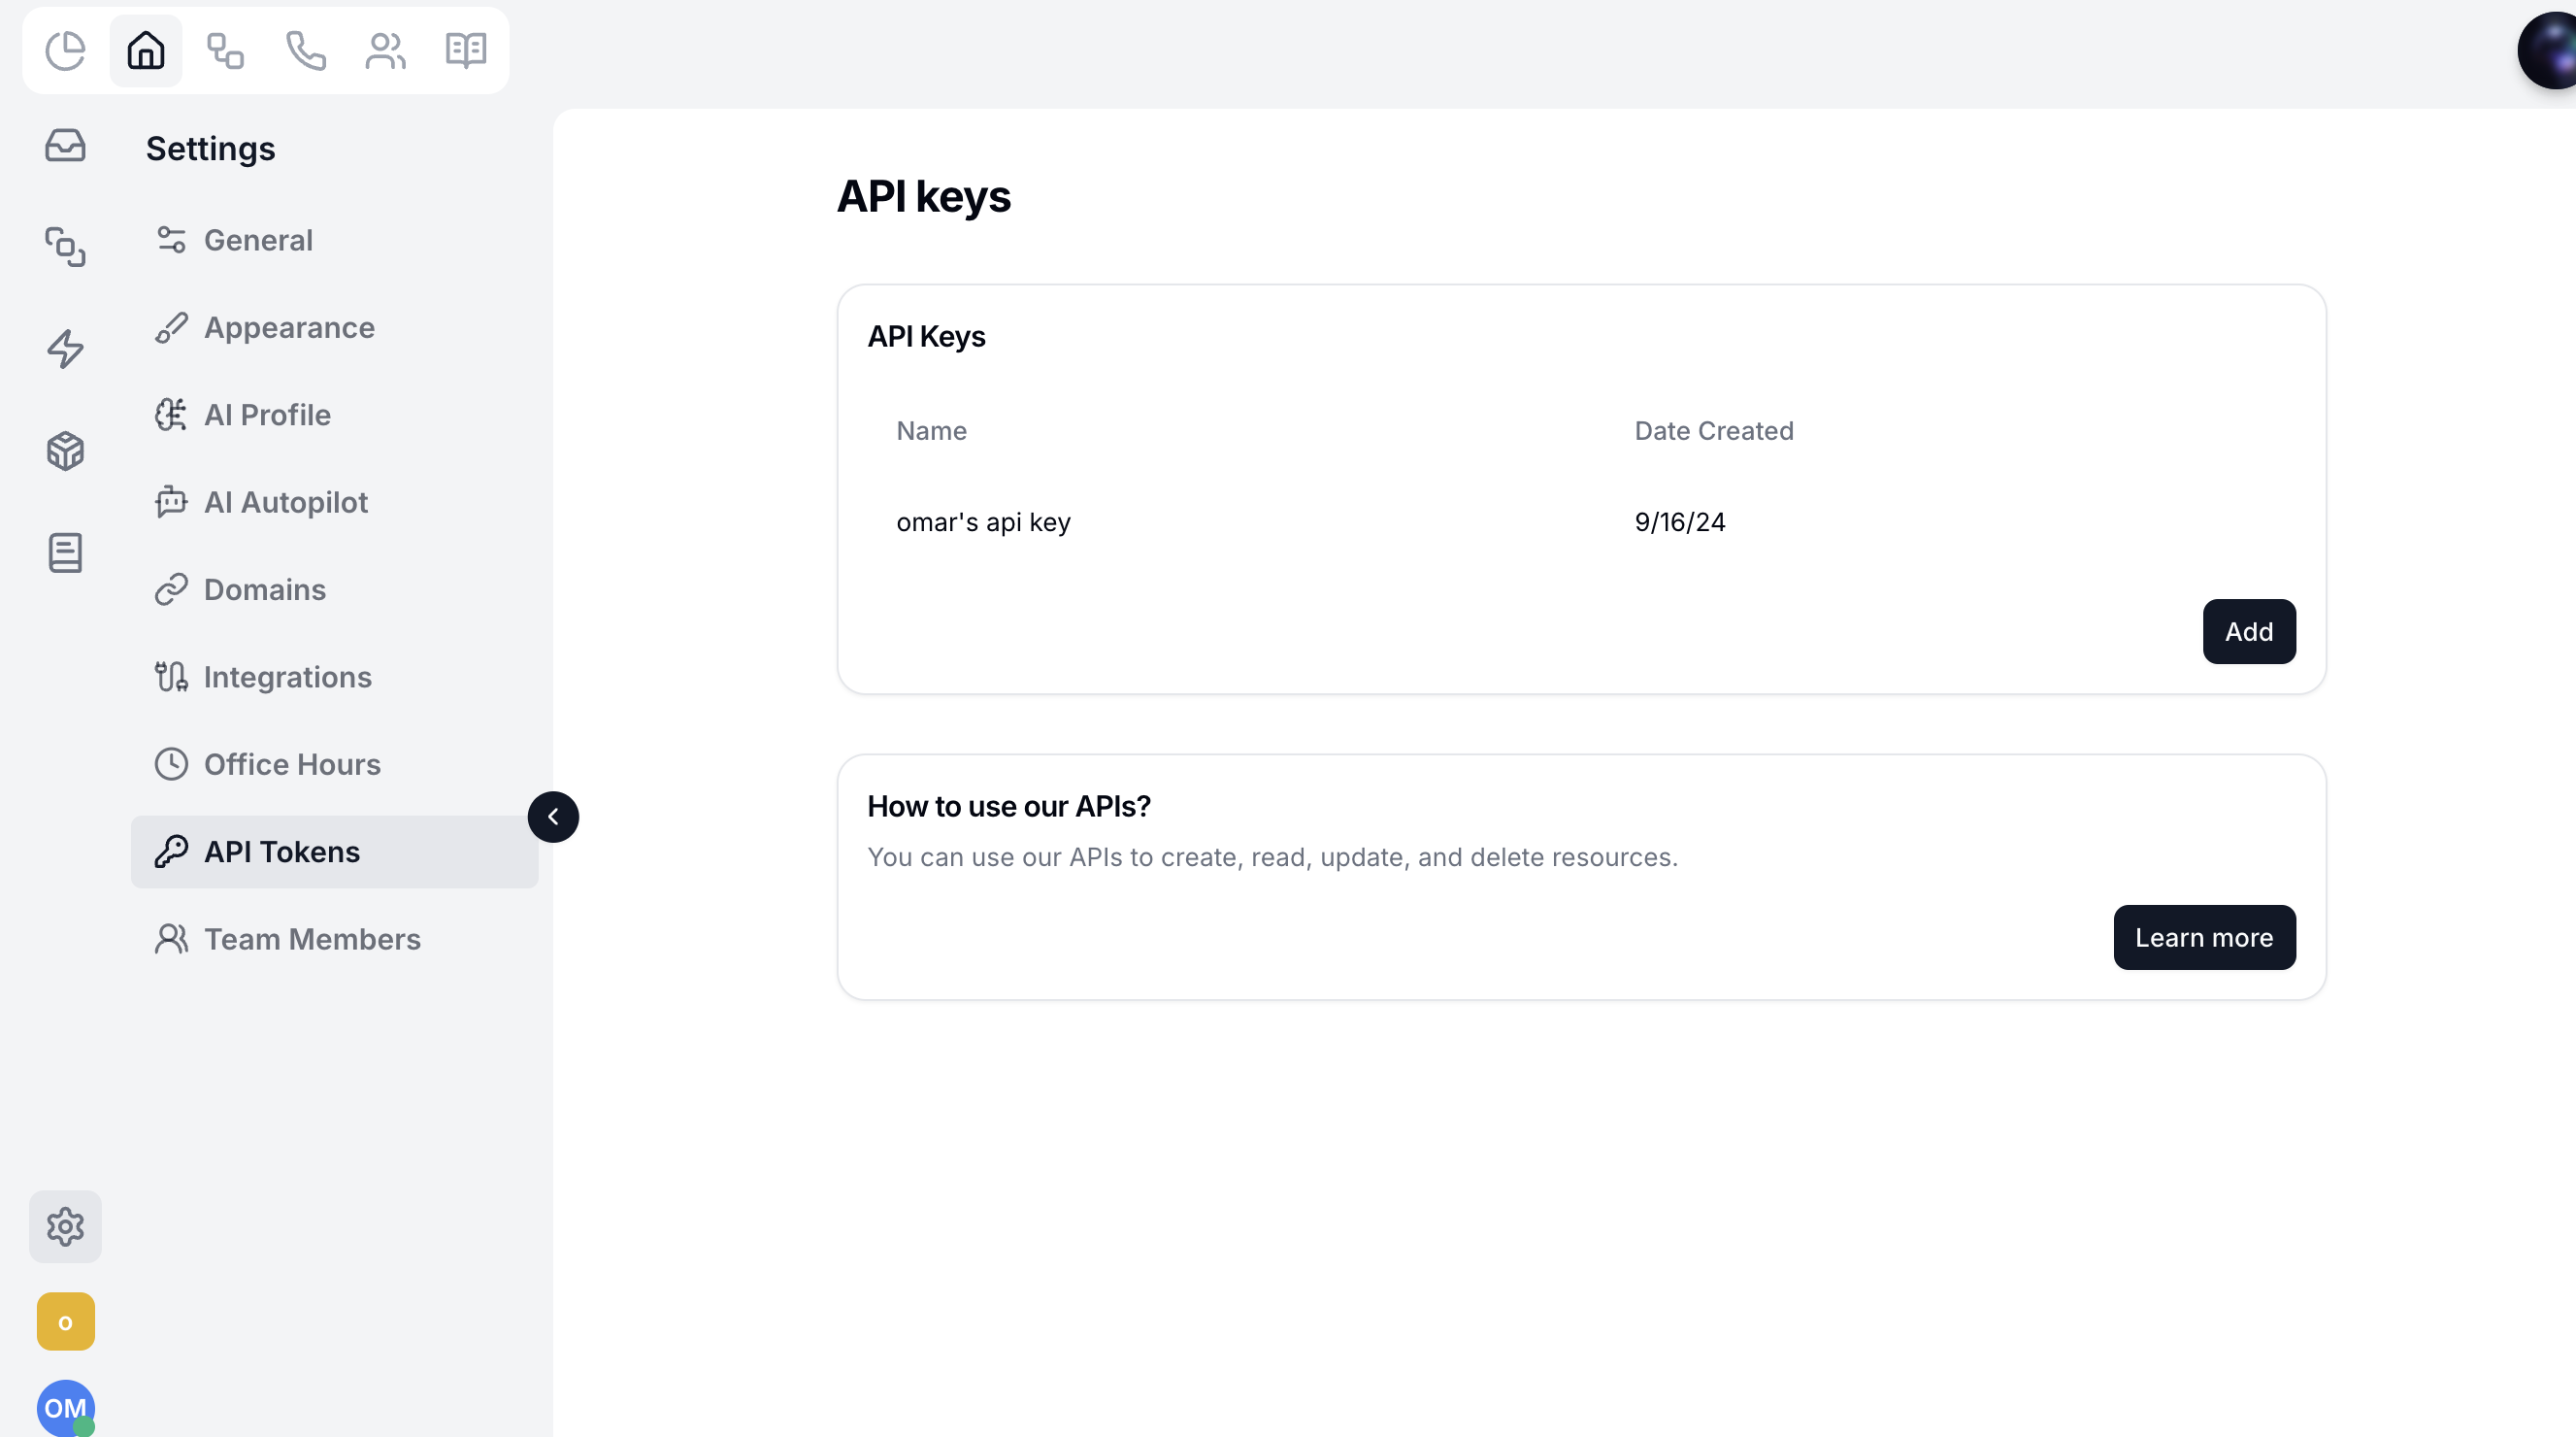 Settings
General
Appearance
AI Profile
AI Autopilot
Domains
Integrations
Office Hours
API Tokens
Team Members
o
OM
API keys
API Keys
Name Date Created
omar's api key 9/16/24
Add
How to use our APIs?
You can use our APIs to create, read, update, and delete resources.
Learn more